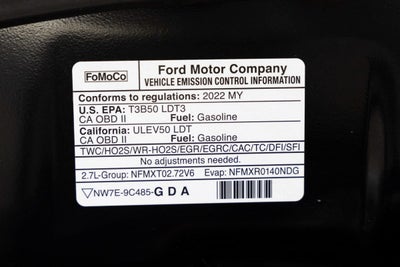 FoMoCo
Ford Motor Company
VEHICLE EMISSION CONTROL INFORMATION
Conforms to regulations: 2022 MY
U.S. EPA: T3B50 LDT3
CA OBD II Fuel: Gasoline
California: ULEV50 LDT
CA OBD II Fuel: Gasoline
TWC/HO2S/WR-HO2S/EGR/EGRC/CAC/TC/DFI/SFI
No adjustments needed.
2.7L-Group: NFMXT02.72V6 Evap: NFMXR0140NDG
▽NW7E-9C485-G D A